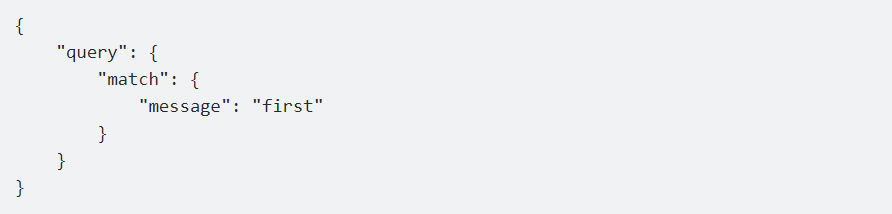 {
    "query": {
        "match": {
            "message": "first"
        }
    }
}